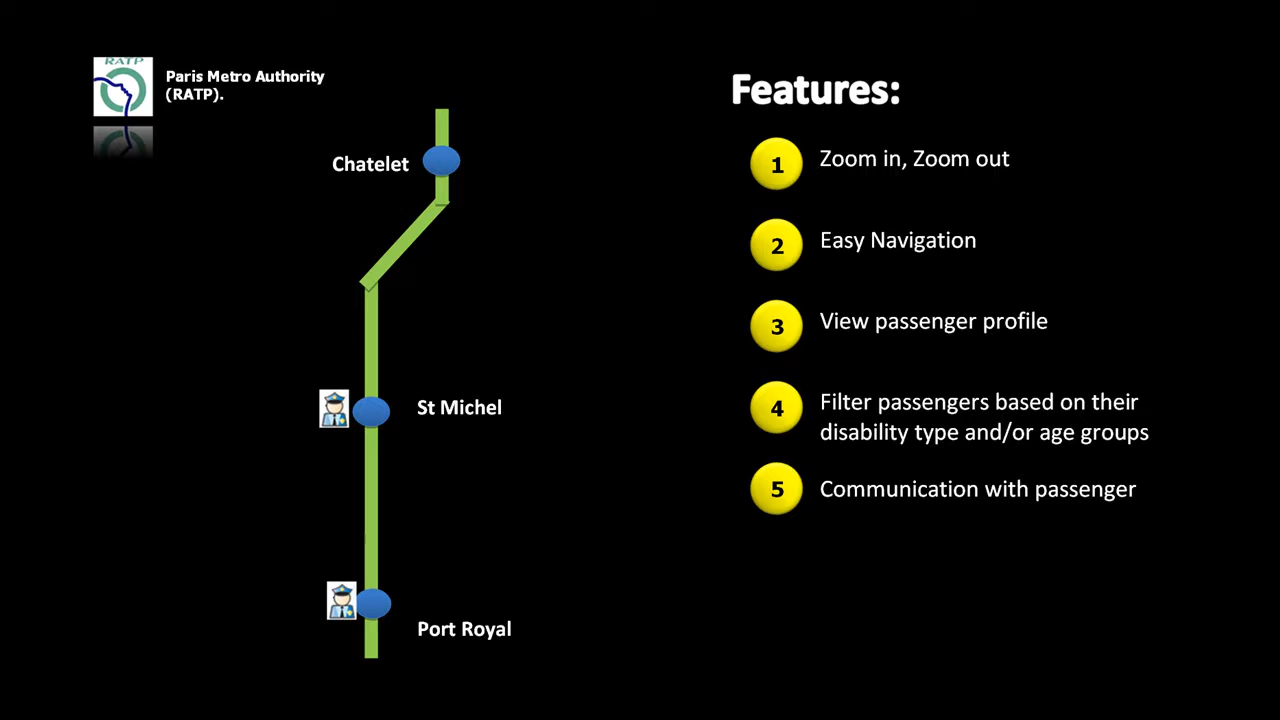 RATP
Paris Metro Authority
(RATP).
Chatelet
St Michel
Port Royal
Features:
1 Zoom in, Zoom out
2 Easy Navigation
3 View passenger profile
4 Filter passengers based on their
disability type and/or age groups
5 Communication with passenger